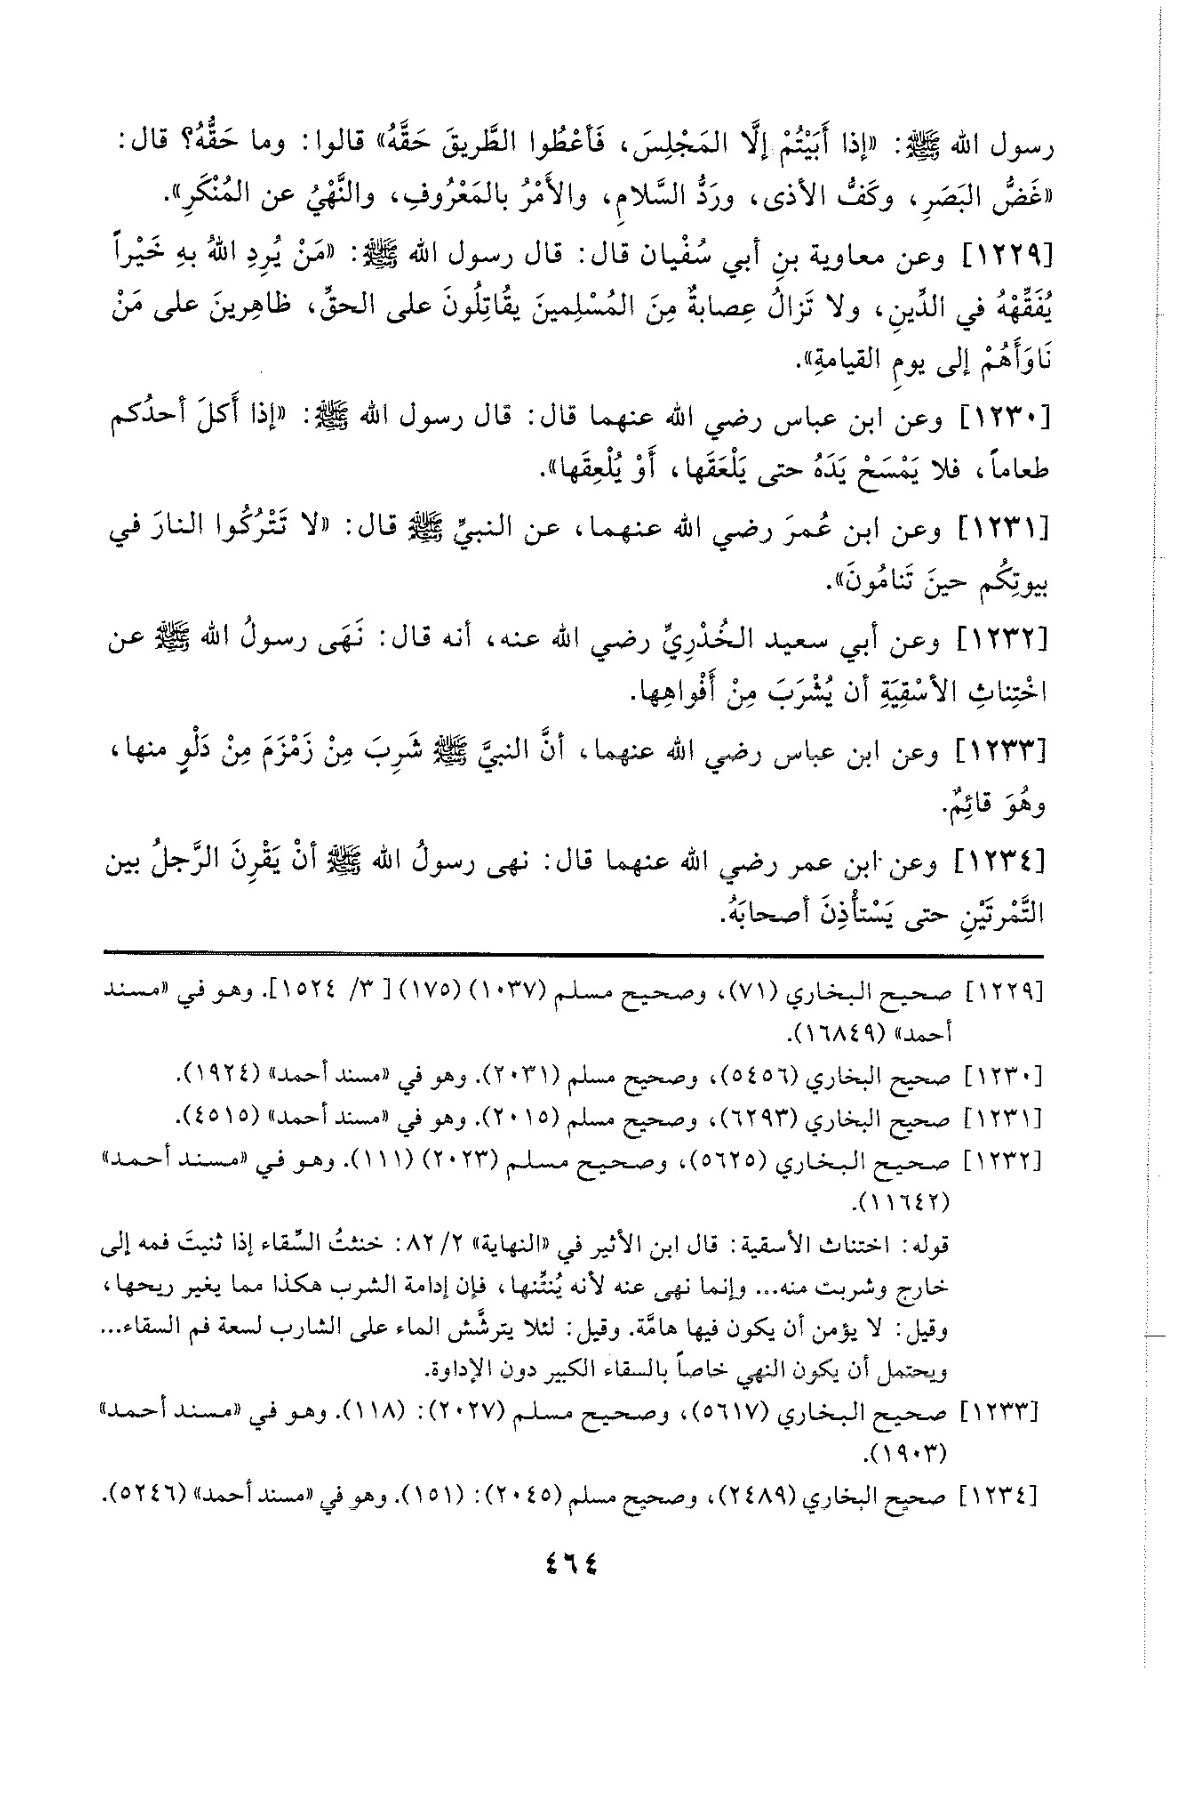 رسول الله ﷺ: «إذا أَبَيْتُمْ إلَّا المَجْلِسَ، فَأَعْطُوا الطَّريقَ حَقَّهُ» قالوا: وما حَقُّهُ؟ قال:
«غَضُّ البَصَرِ، وكَفُّ الأذى، ورَدُّ السَّلامِ، والأَمْرُ بالمَعْرُوفِ، والنَّهْيُ عن المُنْكَرِ».
[١٢٢٩] وعن معاوية بنِ أبي سُفْيان قال: قال رسول الله ﷺ: «مَنْ يُرِدِ اللهُ بهِ خَيْراً
يُفَقِّهْهُ في الدِّينِ، ولا تَزالُ عِصابةٌ مِنَ المُسْلِمينَ يقُاتِلُونَ على الحقِّ، ظاهِرينَ على مَنْ
نَاوَأَهُمْ إلى يومِ القيامةِ».
[١٢٣٠] وعن ابن عباس رضي الله عنهما قال: قال رسول الله ﷺ: «إذا أَكلَ أحدُكم
طعاماً، فلا يَمْسَحْ يَدَهُ حتى يَلْعَقَها، أَوْ يُلْعِقَها».
[١٢٣١] وعن ابن عُمرَ رضي الله عنهما، عن النبيِّ ﷺ قال: «لا تَتْرُكُوا النارَ في
بيوتِكُم حينَ تَنامُونَ».
[١٢٣٢] وعن أبي سعيد الخُدْرِيِّ رضي الله عنه، أنه قال: نَهَى رسولُ الله ﷺ عن
اخْتِناثِ الأسْقِيَةِ أن يُشْرَبَ مِنْ أَفْواهِها.
[١٢٣٣] وعن ابن عباس رضي الله عنهما، أنَّ النبيَّ ﷺ شَرِبَ مِنْ زَمْزَمَ مِنْ دَلْوٍ منها،
وهُوَ قائِمٌ.
[١٢٣٤] وعن ابن عمر رضي الله عنهما قال: نهى رسولُ الله ﷺ أنْ يَقْرِنَ الرَّجلُ بين
التَّمْرتَيْنِ حتى يَسْتأْذِنَ أصحابَهُ.
[١٢٢٩] صحيح البخاري (٧١)، وصحيح مسلم (١٠٣٧) (١٧٥) [٣/ ١٥٢٤]. وهو في «مسند
أحمد» (١٦٨٤٩).
[١٢٣٠] صحيح البخاري (٥٤٥٦)، وصحيح مسلم (٢٠٣١). وهو في «مسند أحمد» (١٩٢٤).
[١٢٣١] صحيح البخاري (٦٢٩٣)، وصحيح مسلم (٢٠١٥). وهو في «مسند أحمد» (٤٥١٥).
[١٢٣٢] صحيح البخاري (٥٦٢٥)، وصحيح مسلم (٢٠٢٣) (١١١). وهو في «مسند أحمد»
(١١٦٤٢).
قوله: اختناث الأسقية: قال ابن الأثير في «النهاية» ٢/ ٨٢: خنثتُ السِّقاء إذا ثنيتَ فمه إلى
خارج وشربت منه... وإنما نهى عنه لأنه يُنتِّنها، فإن إدامة الشرب هكذا مما يغير ريحها،
وقيل: لا يؤمن أن يكون فيها هامَّة. وقيل: لئلا يترشَّش الماء على الشارب لسعة فم السقاء...
ويحتمل أن يكون النهي خاصاً بالسقاء الكبير دون الإداوة.
[١٢٣٣] صحيح البخاري (٥٦١٧)، وصحيح مسلم (٢٠٢٧): (١١٨). وهو في «مسند أحمد»
(١٩٠٣).
[١٢٣٤] صحيح البخاري (٢٤٨٩)، وصحيح مسلم (٢٠٤٥): (١٥١). وهو في «مسند أحمد» (٥٢٤٦).
٤٦٤